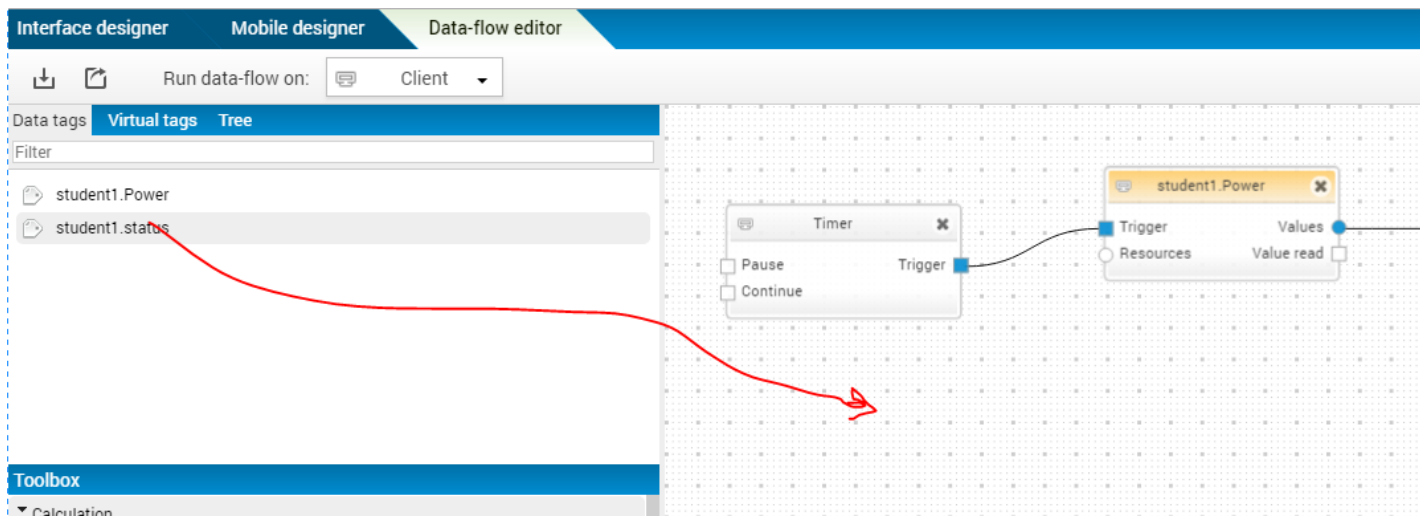 Interface designer Mobile designer Data-flow editor
Run data-flow on: Client
Data tags Virtual tags Tree
Filter
student1.Power
student1.status
Timer
Pause Trigger
Continue
student1.Power
Trigger Values
Resources Value read
Toolbox
Calculation